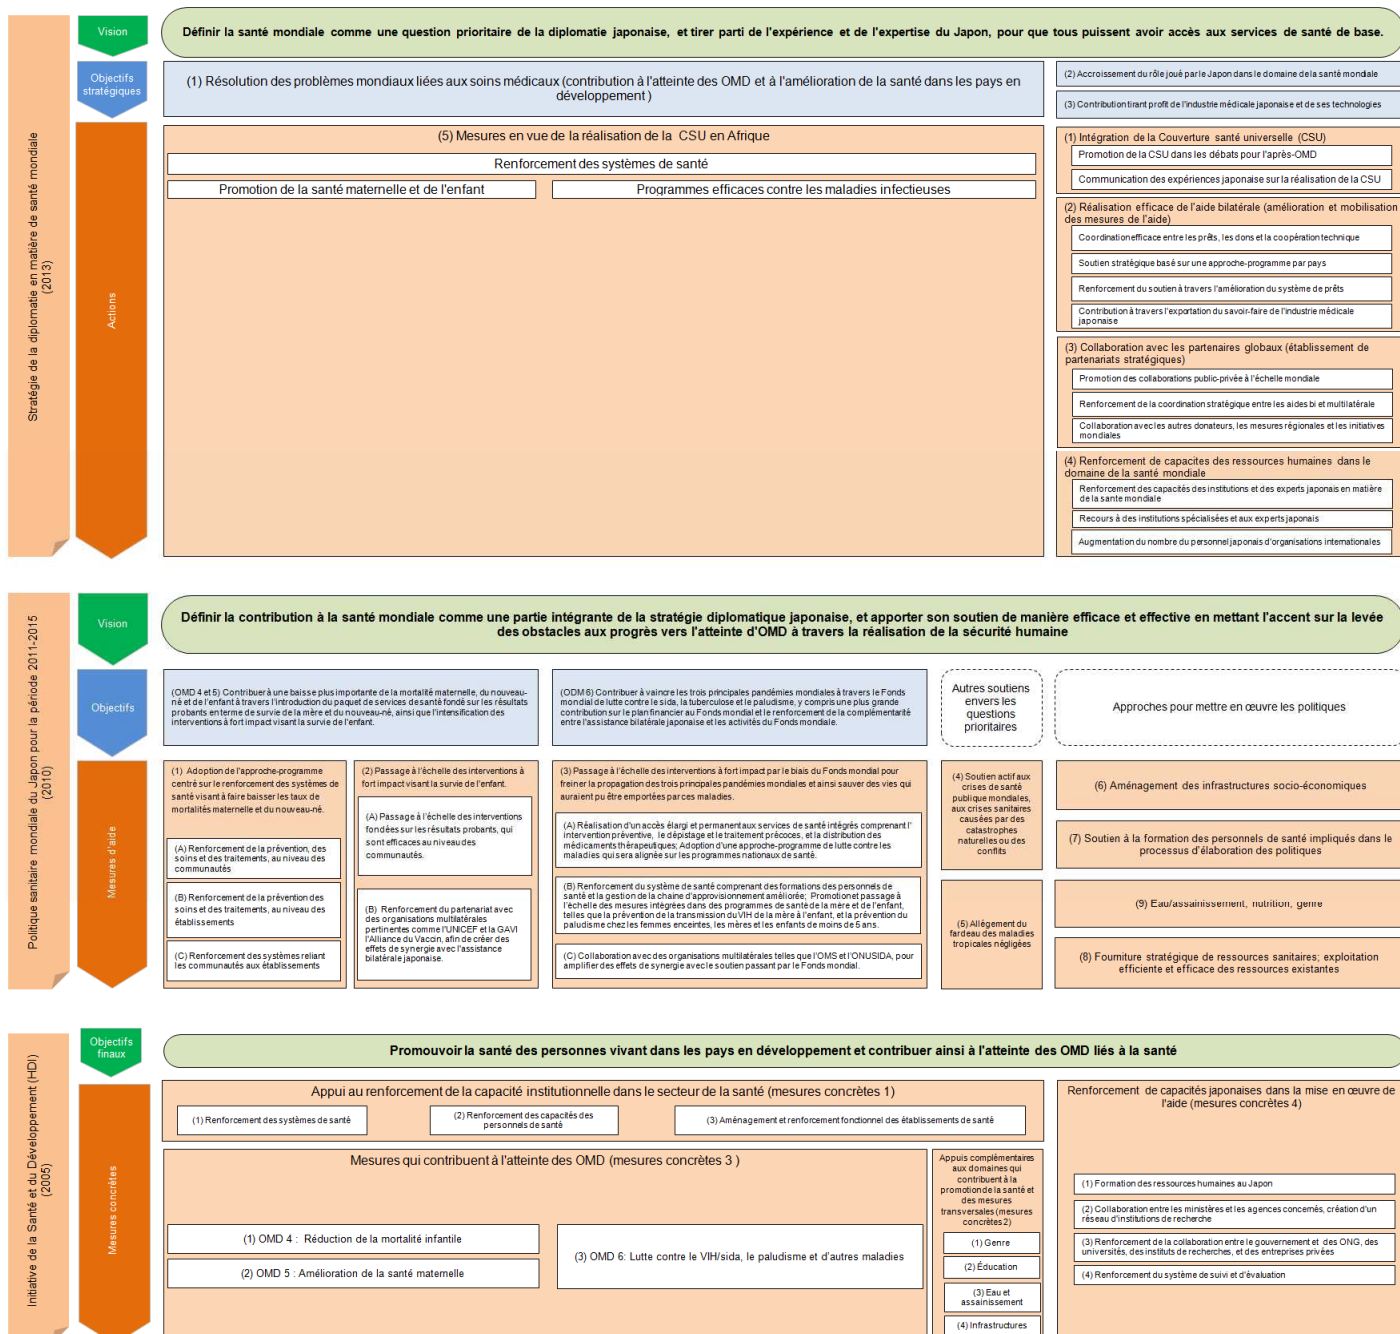 Stratégie de la diplomatie en matière de santé mondiale
(2013)
Vision
Définir la santé mondiale comme une question prioritaire de la diplomatie japonaise, et tirer parti de l'expérience et de l'expertise du Japon, pour que tous puissent avoir accès aux services de santé de base.
Objectifs
stratégiques
(1) Résolution des problèmes mondiaux liées aux soins médicaux (contribution à l'atteinte des OMD et à l'amélioration de la santé dans les pays en
développement )
(2) Accroissement du rôle joué par le Japon dans le domaine de la santé mondiale
(3) Contribution tirant profit de l'industrie médicale japonaise et de ses technologies
Actions
(5) Mesures en vue de la réalisation de la CSU en Afrique
Renforcement des systèmes de santé
Promotion de la santé maternelle et de l'enfant
Programmes efficaces contre les maladies infectieuses
(1) Intégration de la Couverture santé universelle (CSU)
Promotion de la CSU dans les débats pour l'après-OMD
Communication des expériences japonaise sur la réalisation de la CSU
(2) Réalisation efficace de l'aide bilatérale (amélioration et mobilisation
des mesures de l'aide)
Coordination efficace entre les prêts, les dons et la coopération technique
Soutien stratégique basé sur une approche-programme par pays
Renforcement du soutien à travers l'amélioration du système de prêts
Contribution à travers l'exportation du savoir-faire de l'industrie médicale
japonaise
(3) Collaboration avec les partenaires globaux (établissement de
partenariats stratégiques)
Promotion des collaborations public-privée à l'échelle mondiale
Renforcement de la coordination stratégique entre les aides bi et multilatérale
Collaboration avec les autres donateurs, les mesures régionales et les initiatives
mondiales
(4) Renforcement de capacites des ressources humaines dans le
domaine de la santé mondiale
Renforcement des capacités des institutions et des experts japonais en matière
de la sante mondiale
Recours à des institutions spécialisées et aux experts japonais
Augmentation du nombre du personnel japonais d'organisations internationales
Politique sanitaire mondiale du Japon pour la période 2011-2015
(2010)
Vision
Définir la contribution à la santé mondiale comme une partie intégrante de la stratégie diplomatique japonaise, et apporter son soutien de manière efficace et effective en mettant l'accent sur la levée
des obstacles aux progrès vers l'atteinte d'OMD à travers la réalisation de la sécurité humaine
Objectifs
(OMD 4 et 5) Contribuer à une baisse plus importante de la mortalité maternelle, du nouveau-
né et de l'enfant à travers l'introduction du paquet de services de santé fondé sur les résultats
probants en terme de survie de la mère et du nouveau-né, ainsi que l'intensification des
interventions à fort impact visant la survie de l'enfant.
(ODM 6) Contribuer à vaincre les trois principales pandémies mondiales à travers le Fonds
mondial de lutte contre le sida, la tuberculose et le paludisme, y compris une plus grande
contribution sur le plan financier au Fonds mondial et le renforcement de la complémentarité
entre l'assistance bilatérale japonaise et les activités du Fonds mondiale.
Autres soutiens
envers les
questions
prioritaires
Approches pour mettre en œuvre les politiques
Mesures d'aide
(1) Adoption de l'approche-programme
centré sur le renforcement des systèmes de
santé visant à faire baisser les taux de
mortalités maternelle et du nouveau-né.
(A) Renforcement de la prévention, des
soins et des traitements, au niveau des
communautés
(B) Renforcement de la prévention des
soins et des traitements, au niveau des
établissements
(C) Renforcement des systèmes reliant
les communautés aux établissements
(2) Passage à l'échelle des interventions à
fort impact visant la survie de l'enfant.
(A) Passage à l'échelle des interventions
fondées sur les résultats probants, qui
sont efficaces au niveau des
communautés.
(B) Renforcement du partenariat avec
des organisations multilatérales
pertinentes comme l'UNICEF et la GAVI
l'Alliance du Vaccin, afin de créer des
effets de synergie avec l'assistance
bilatérale japonaise.
(3) Passage à l'échelle des interventions à fort impact par le biais du Fonds mondial pour
freiner la propagation des trois principales pandémies mondiales et ainsi sauver des vies qui
auraient pu être emportées par ces maladies.
(A) Réalisation d'un accès élargi et permanent aux services de santé intégrés comprenant l'
intervention préventive, le dépistage et le traitement précoces, et la distribution des
médicaments thérapeutiques; Adoption d'une approche-programme de lutte contre les
maladies qui sera alignée sur les programmes nationaux de santé.
(B) Renforcement du système de santé comprenant des formations des personnels de
santé et la gestion de la chaine d'approvisionnement améliorée; Promotion et passage à
l'échelle des mesures intégrées dans des programmes de santé de la mère et de l'enfant,
telles que la prévention de la transmission du VIH de la mère à l'enfant, et la prévention du
paludisme chez les femmes enceintes, les mères et les enfants de moins de 5 ans.
(C) Collaboration avec des organisations multilatérales telles que l'OMS et l'ONUSIDA, pour
amplifier des effets de synergie avec le soutien passant par le Fonds mondial.
(4) Soutien actif aux
crises de santé
publique mondiales,
aux crises sanitaires
causées par des
catastrophes
naturelles ou des
conflits
(5) Allégement du
fardeau des maladies
tropicales négligées
(6) Aménagement des infrastructures socio-économiques
(7) Soutien à la formation des personnels de santé impliqués dans le
processus d'élaboration des politiques
(9) Eau/assainissement, nutrition, genre
(8) Fourniture stratégique de ressources sanitaires; exploitation
efficiente et efficace des ressources existantes
Initiative de la Santé et du Développement (HDI)
(2005)
Objectifs
finaux
Promouvoir la santé des personnes vivant dans les pays en développement et contribuer ainsi à l'atteinte des OMD liés à la santé
Mesures concrètes
Appui au renforcement de la capacité institutionnelle dans le secteur de la santé (mesures concrètes 1)
(1) Renforcement des systèmes de santé
(2) Renforcement des capacités des
personnels de santé
(3) Aménagement et renforcement fonctionnel des établissements de santé
Mesures qui contribuent à l'atteinte des OMD (mesures concrètes 3 )
(1) OMD 4 : Réduction de la mortalité infantile
(2) OMD 5 : Amélioration de la santé maternelle
(3) OMD 6: Lutte contre le VIH/sida, le paludisme et d'autres maladies
Appuis complémentaires
aux domaines qui
contribuent à la
promotion de la santé et
des mesures
transversales (mesures
concrètes 2)
(1) Genre
(2) Éducation
(3) Eau et
assainissement
(4) Infrastructures
Renforcement de capacités japonaises dans la mise en œuvre de
l'aide (mesures concrètes 4)
(1) Formation des ressources humaines au Japon
(2) Collaboration entre les ministères et les agences concernés, création d'un
réseau d'institutions de recherche
(3) Renforcement de la collaboration entre le gouvernement et des ONG, des
universités, des instituts de recherches, et des entreprises privées
(4) Renforcement du système de suivi et d'évaluation